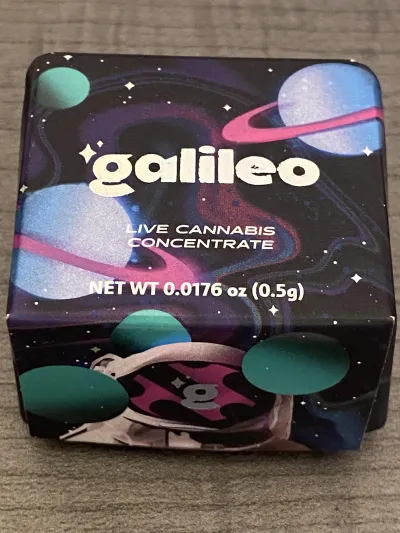 galileo
LIVE CANNABIS
CONCENTRATE
NET WT 0.0176 oz (0.5g)
g